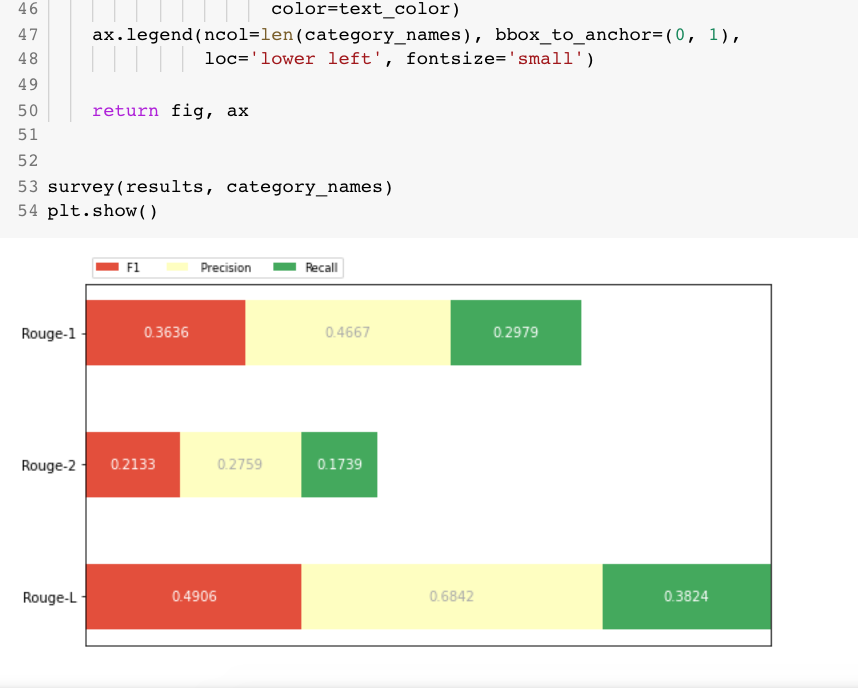 46 color=text_color)
47 ax.legend(ncol=len(category_names), bbox_to_anchor=(0, 1),
48 loc='lower left', fontsize='small')
49
50 return fig, ax
51
52
53 survey(results, category_names)
54 plt.show()
F1 Precision Recall
Rouge-1 0.3636 0.4667 0.2979
Rouge-2 0.2133 0.2759 0.1739
Rouge-L 0.4906 0.6842 0.3824